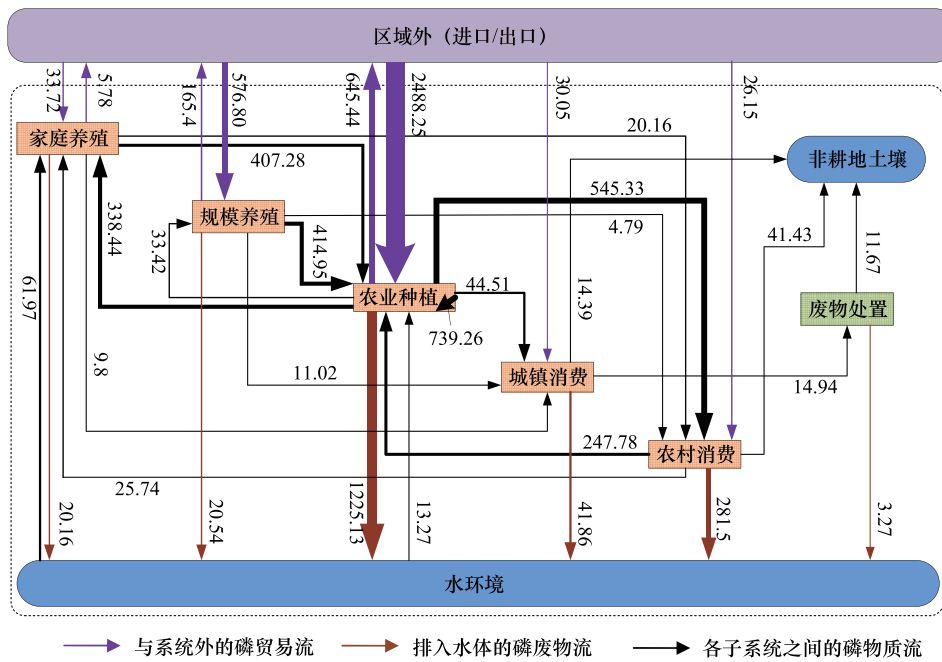 区域外（进口/出口）
33.72
578
165.4
576.80
645.44
2488.25
30.05
26.15
家庭养殖
20.16
407.28
非耕地土壤
545.33
规模养殖
4.79
338.44
33.42
414.95
41.43
11.67
61.97
农业种植
44.51
14.39
废物处置
739.26
9.8
11.02
城镇消费
14.94
247.78
农村消费
25.74
20.16
20.54
1225.13
13.27
41.86
281.5
3.27
水环境
与系统外的磷贸易流
排入水体的磷废物流
各子系统之间的磷物质流